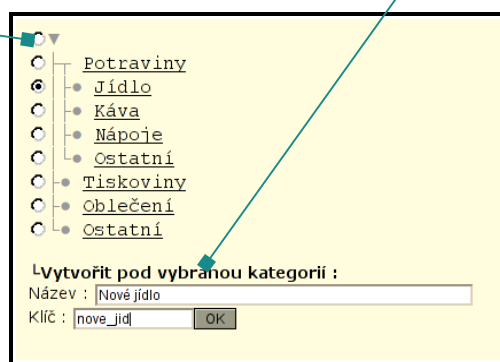 Potraviny
Jídlo
Káva
Nápoje
Ostatní
Tiskoviny
Oblečení
Ostatní
Vytvořit pod vybranou kategorií :
Název : Nové jídlo
Klíč : nove_jid OK